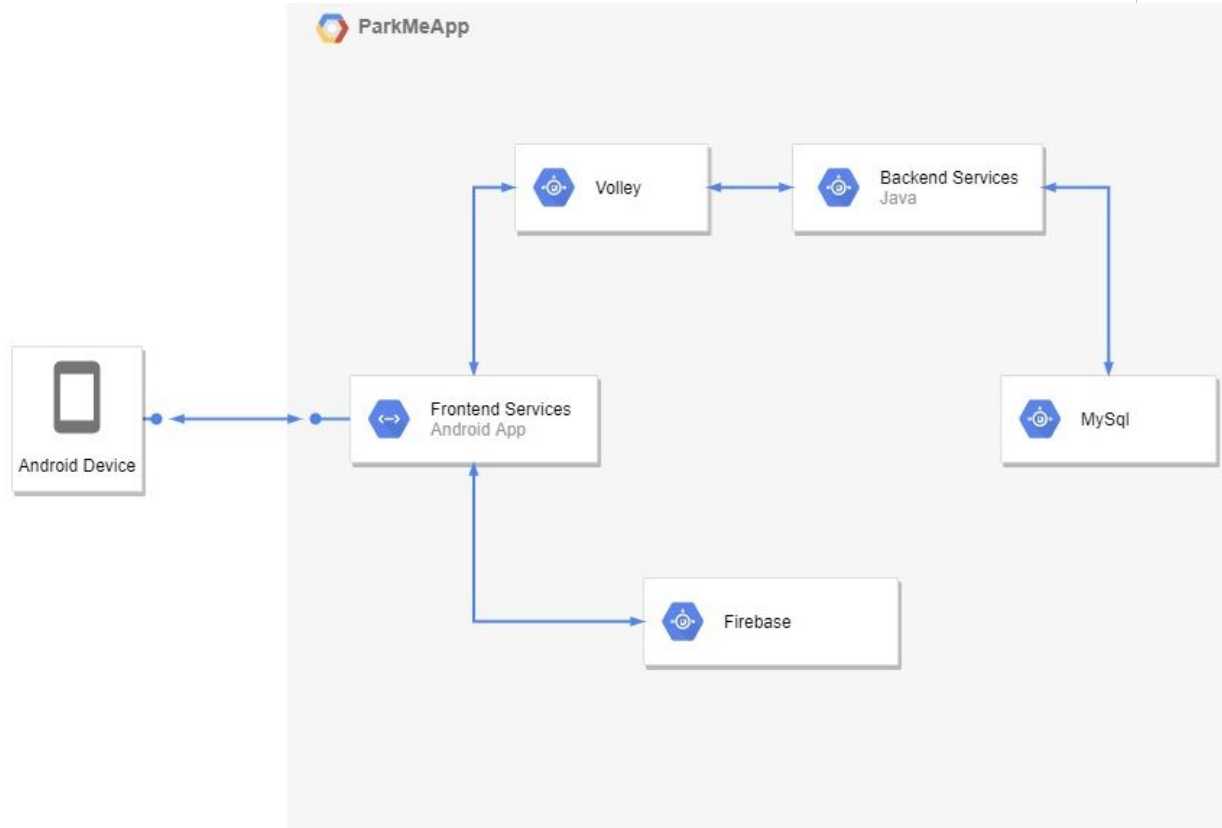 ParkMeApp
Volley
Backend Services
Java
Android Device
Frontend Services
Android App
MySql
Firebase